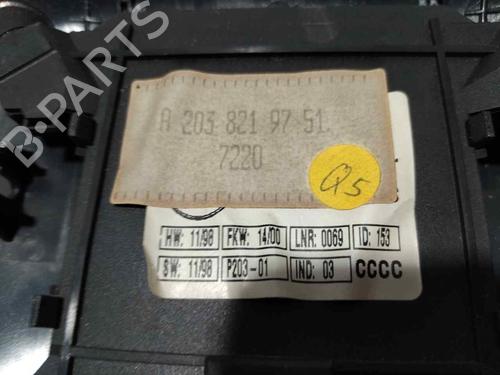 B-PARTS
A 203 821 97 51
7220
Q5
HW: 11/98 FKW: 14/00 LNR: 0069 ID: 153
SW: 11/98 P203-01 IND: 03 CCCC